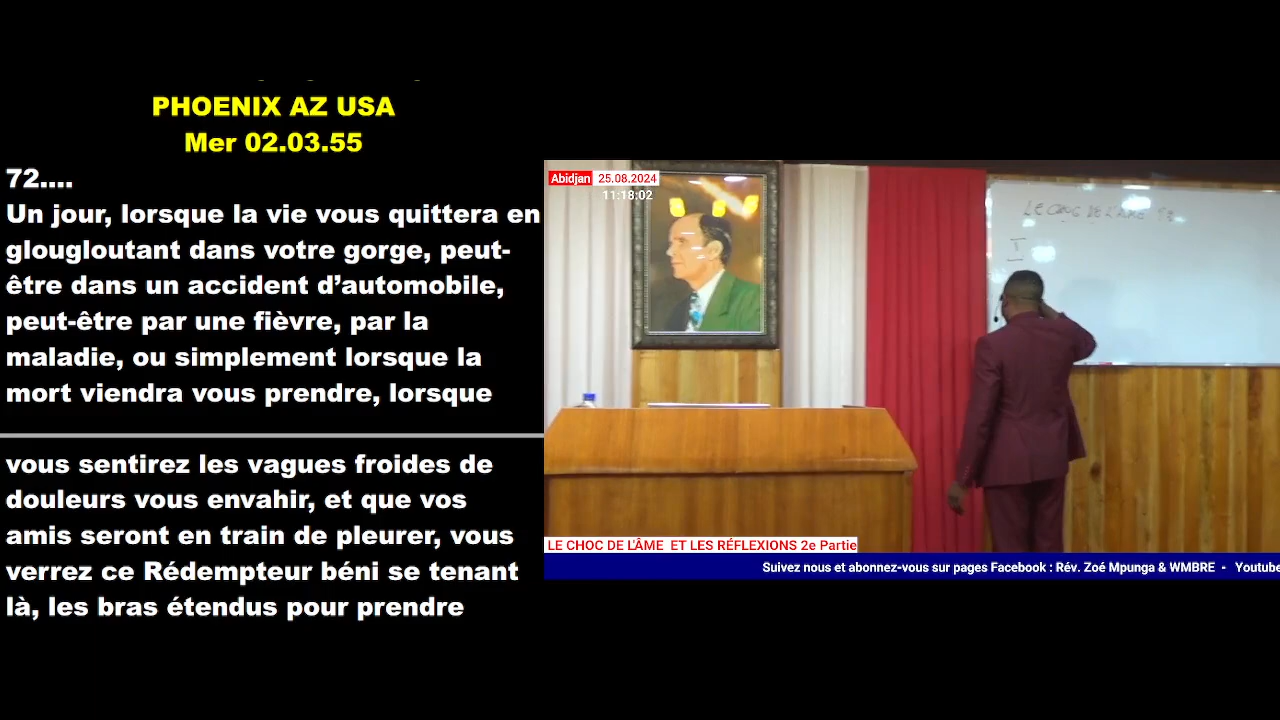 PHOENIX AZ USA
Mer 02.03.55
72....
Un jour, lorsque la vie vous quittera en
glougloutant dans votre gorge, peut-
être dans un accident d’automobile,
peut-être par une fièvre, par la
maladie, ou simplement lorsque la
mort viendra vous prendre, lorsque
vous sentirez les vagues froides de
douleurs vous envahir, et que vos
amis seront en train de pleurer, vous
verrez ce Rédempteur béni se tenant
là, les bras étendus pour prendre
Abidjan 25.08.2024
11:18:02
LE CHOC DE L'ÂME
I
LE CHOC DE L'ÂME ET LES RÉFLEXIONS 2e Partie
Suivez nous et abonnez-vous sur pages Facebook : Rév. Zoé Mpunga & WMBRE - Youtube